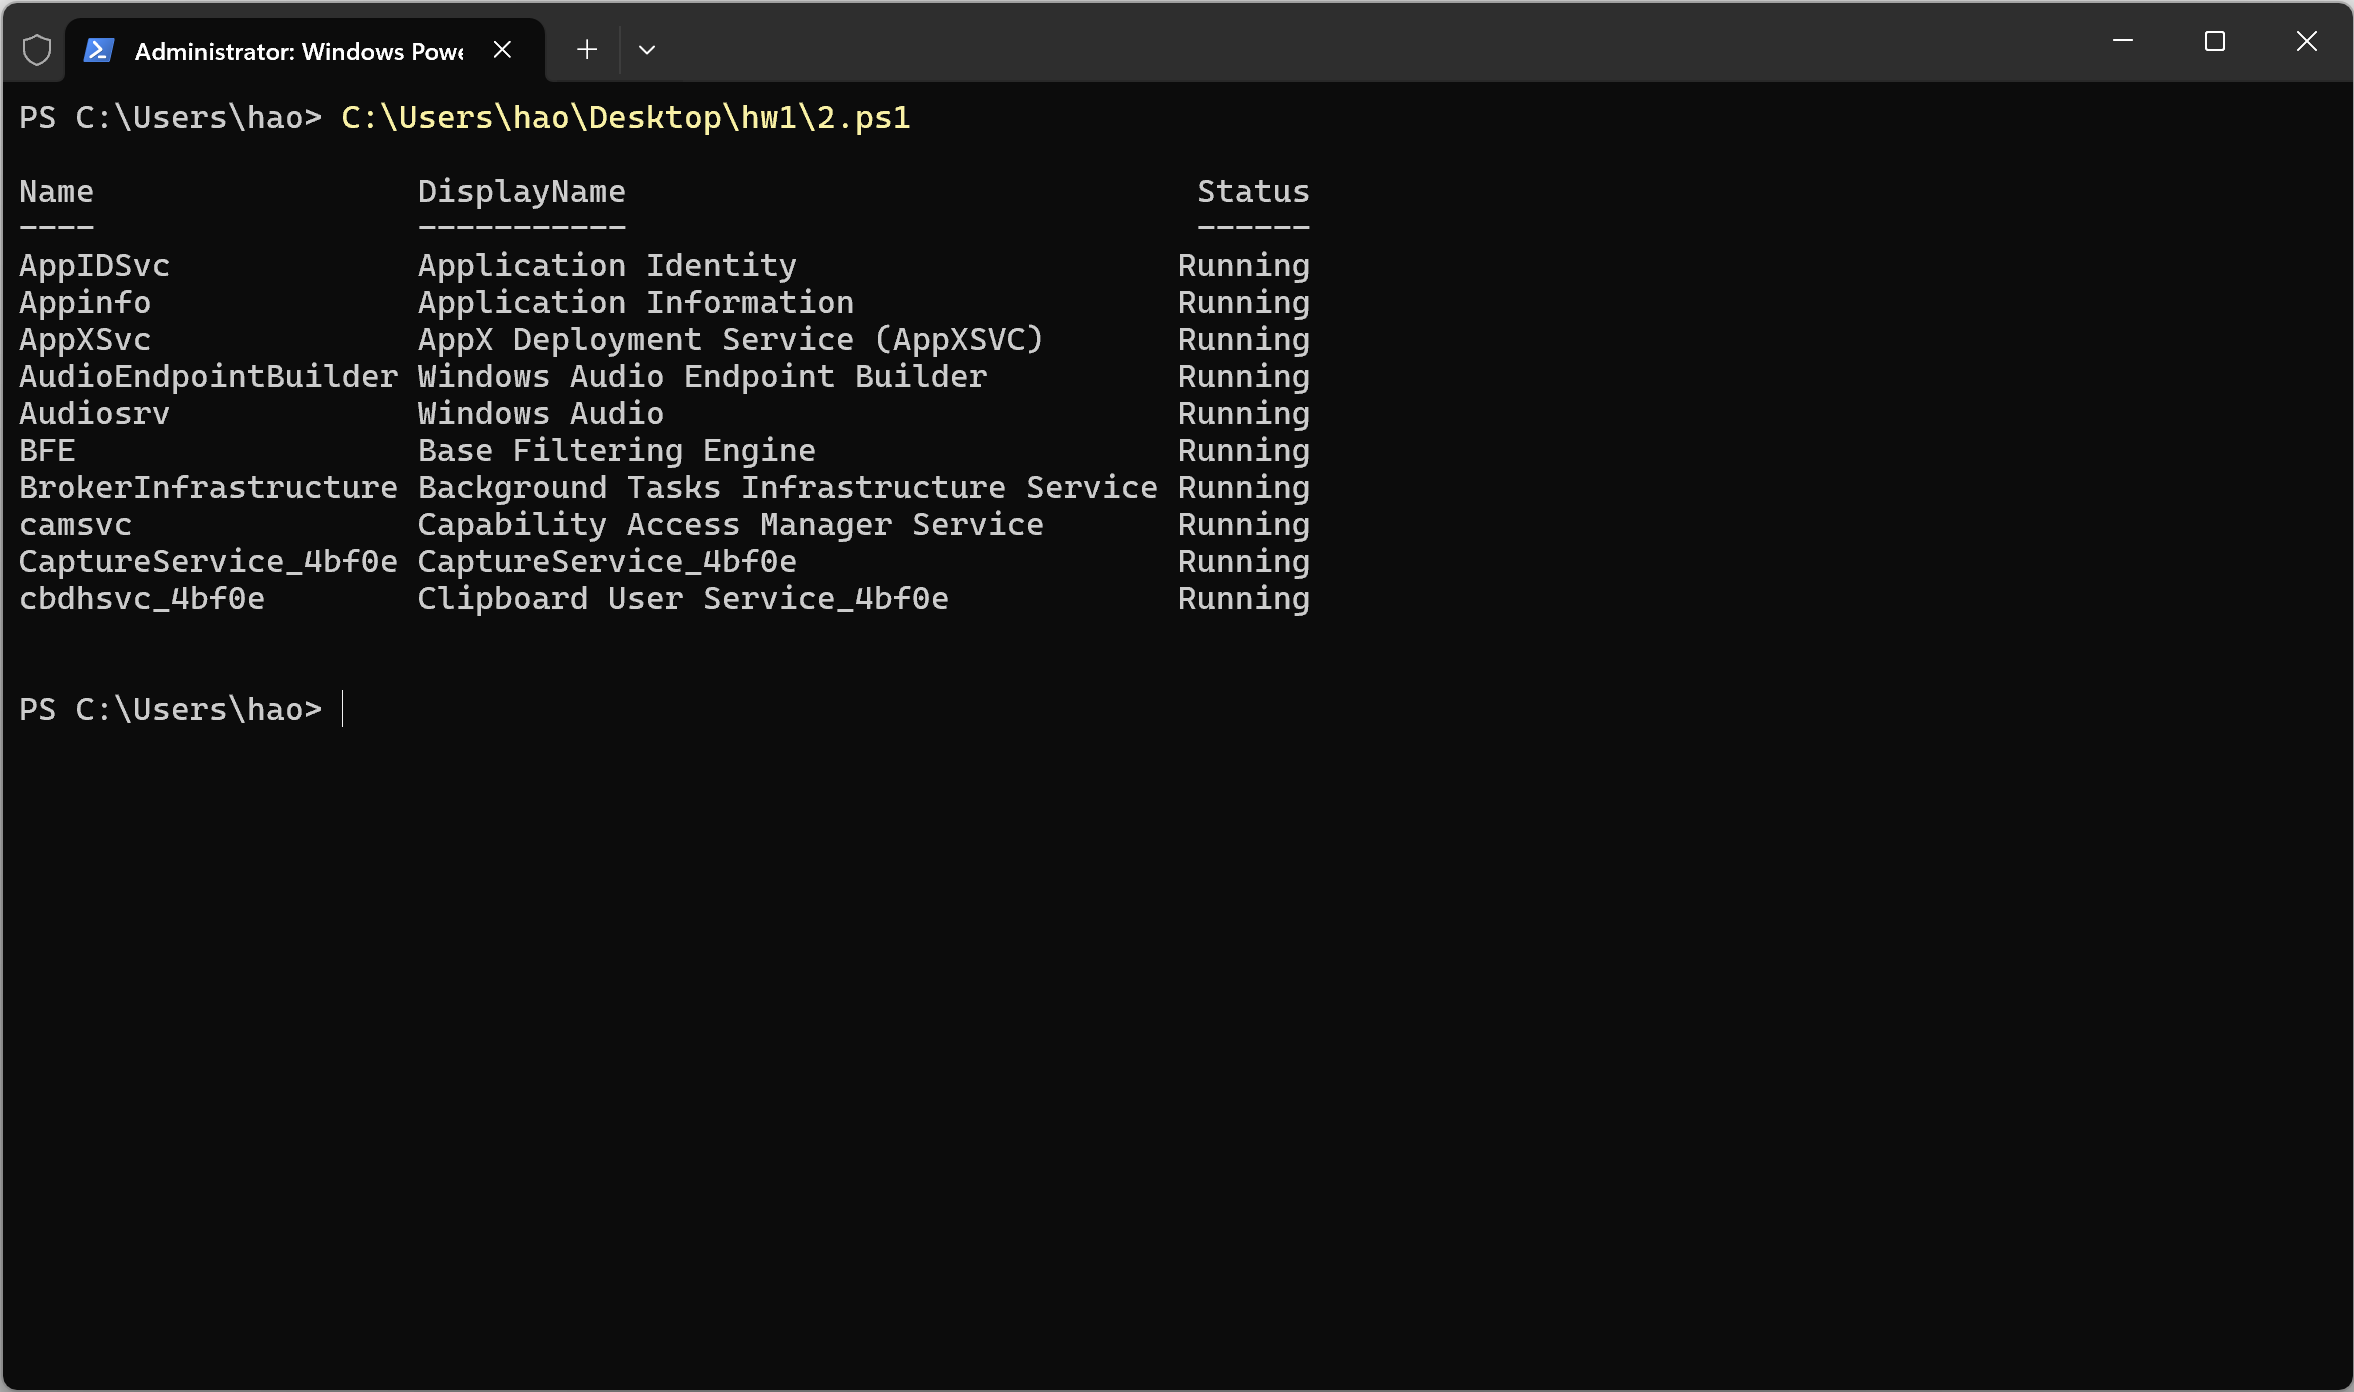 Administrator: Windows Powe
PS C:\Users\hao> C:\Users\hao\Desktop\hw1\2.ps1
Name                 DisplayName                              Status
----                 -----------                              ------
AppIDSvc             Application Identity                    Running
Appinfo              Application Information                 Running
AppXSvc              AppX Deployment Service (AppXSVC)       Running
AudioEndpointBuilder Windows Audio Endpoint Builder          Running
Audiosrv             Windows Audio                           Running
BFE                  Base Filtering Engine                   Running
BrokerInfrastructure Background Tasks Infrastructure Service Running
camsvc               Capability Access Manager Service       Running
CaptureService_4bf0e CaptureService_4bf0e                    Running
cbdhsvc_4bf0e        Clipboard User Service_4bf0e            Running
PS C:\Users\hao>